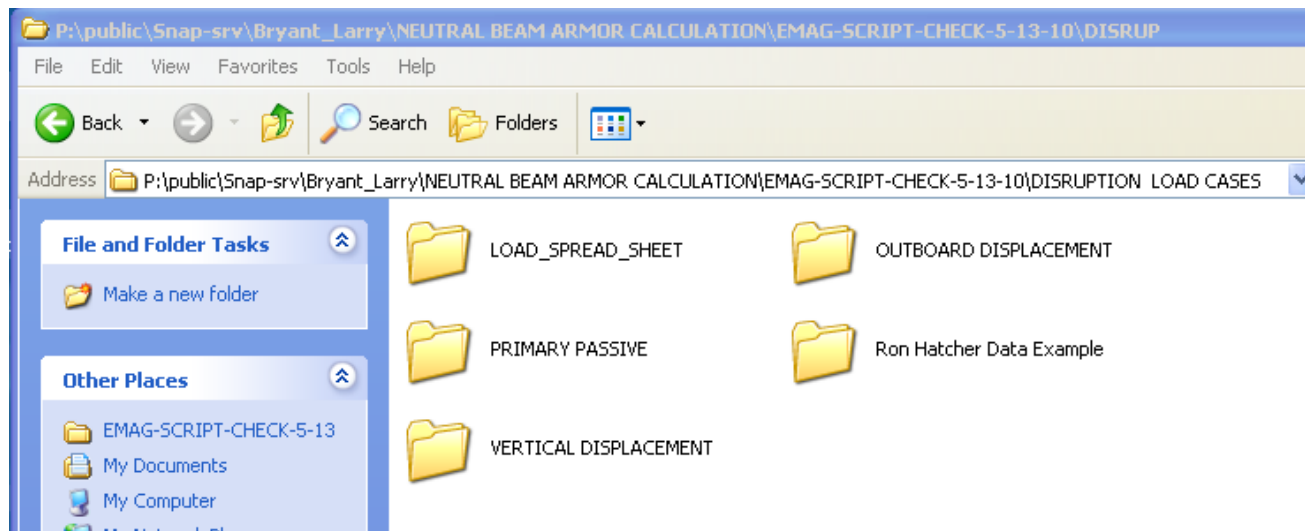 P:\public\Snap-srv\Bryant_Larry\NEUTRAL BEAM ARMOR CALCULATION\EMAG-SCRIPT-CHECK-5-13-10\DISRUP
File Edit View Favorites Tools Help
Back Search Folders
Address P:\public\Snap-srv\Bryant_Larry\NEUTRAL BEAM ARMOR CALCULATION\EMAG-SCRIPT-CHECK-5-13-10\DISRUPTION LOAD CASES
File and Folder Tasks
Make a new folder
Other Places
EMAG-SCRIPT-CHECK-5-13
My Documents
My Computer
LOAD_SPREAD_SHEET
OUTBOARD DISPLACEMENT
PRIMARY PASSIVE
Ron Hatcher Data Example
VERTICAL DISPLACEMENT